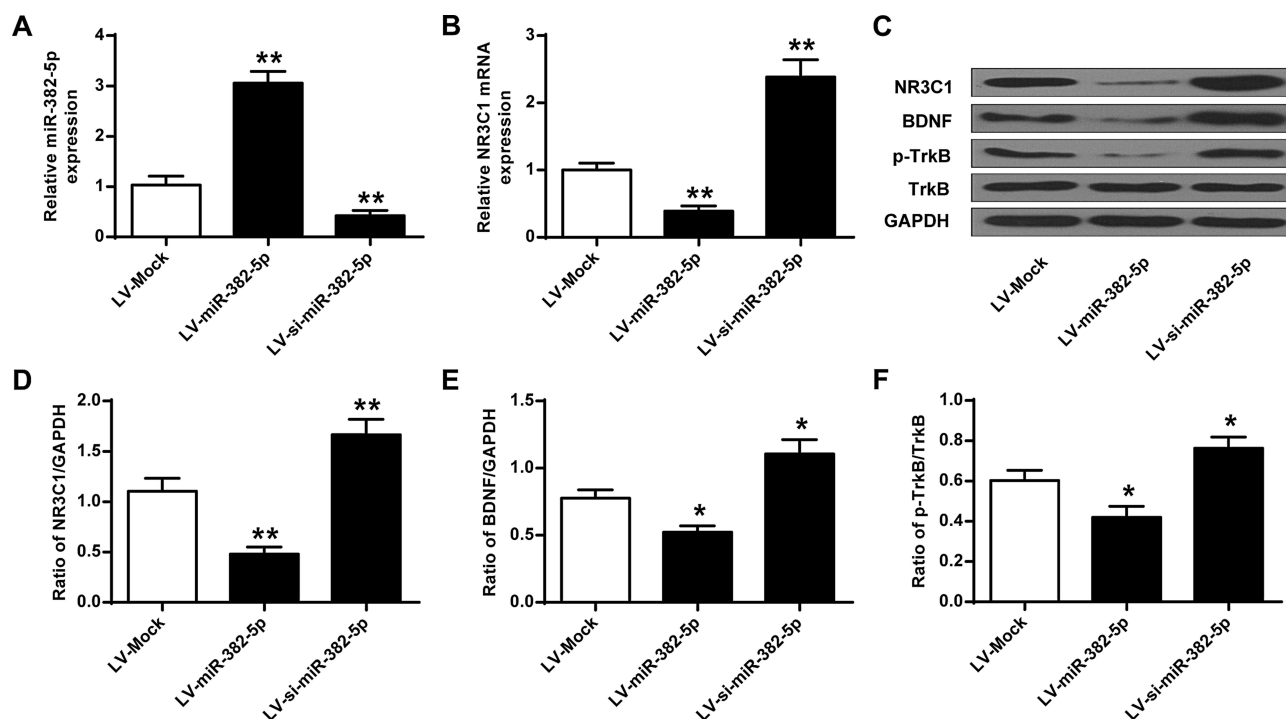 A
Relative miR-382-5p
expression
4
3
2
1
0
**
**
LV-Mock
LV-miR-382-5p
LV-si-miR-382-5p
B
Relative NR3C1 mRNA
expression
3
2
1
0
**
**
LV-Mock
LV-miR-382-5p
LV-si-miR-382-5p
C
NR3C1
BDNF
p-TrkB
TrkB
GAPDH
LV-Mock
LV-miR-382-5p
LV-si-miR-382-5p
D
Ratio of NR3C1/GAPDH
2.0
1.5
1.0
0.5
0.0
**
**
LV-Mock
LV-miR-382-5p
LV-si-miR-382-5p
E
Ratio of BDNF/GAPDH
1.5
1.0
0.5
0.0
*
*
LV-Mock
LV-miR-382-5p
LV-si-miR-382-5p
F
Ratio of p-TrkB/TrkB
1.0
0.8
0.6
0.4
0.2
0.0
*
*
LV-Mock
LV-miR-382-5p
LV-si-miR-382-5p